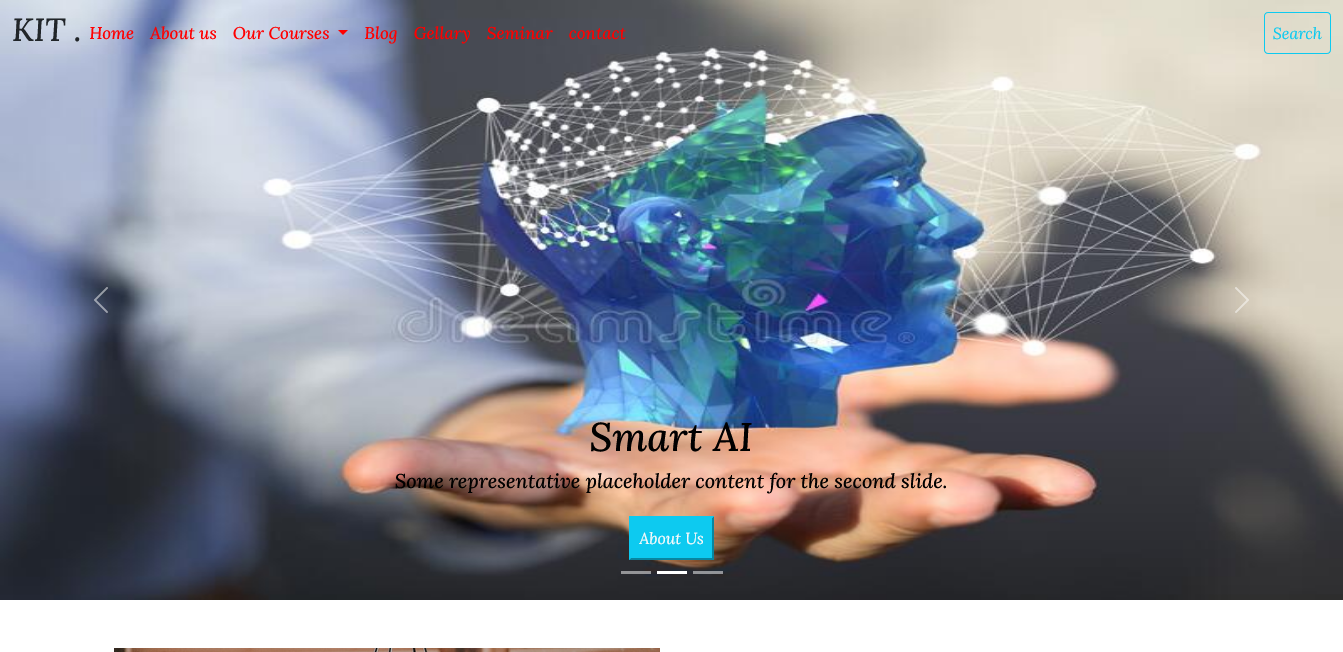 KIT . Home About us Our Courses Blog Gellary Seminar contact Search
dreamstime.®
Smart AI
Some representative placeholder content for the second slide.
About Us